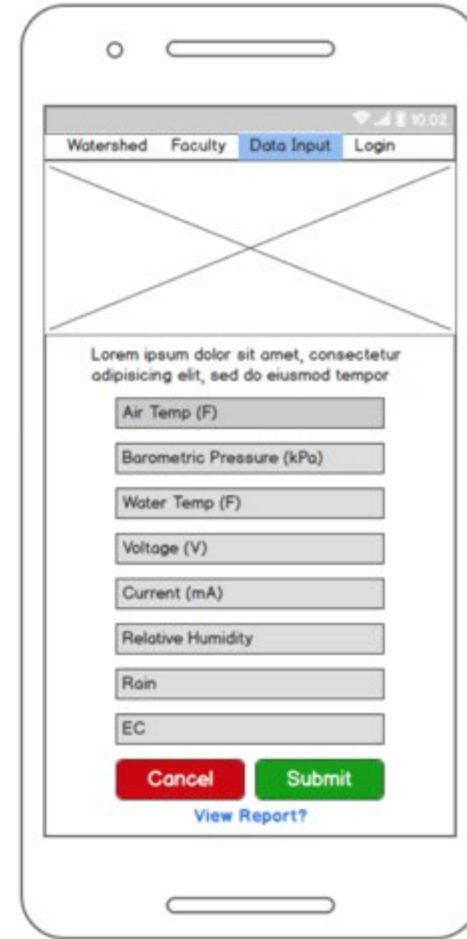 10:02
Watershed Faculty Data Input Login
Lorem ipsum dolor sit amet, consectetur
adipisicing elit, sed do eiusmod tempor
Air Temp (F)
Barometric Pressure (kPa)
Water Temp (F)
Voltage (V)
Current (mA)
Relative Humidity
Rain
EC
Cancel Submit
View Report?